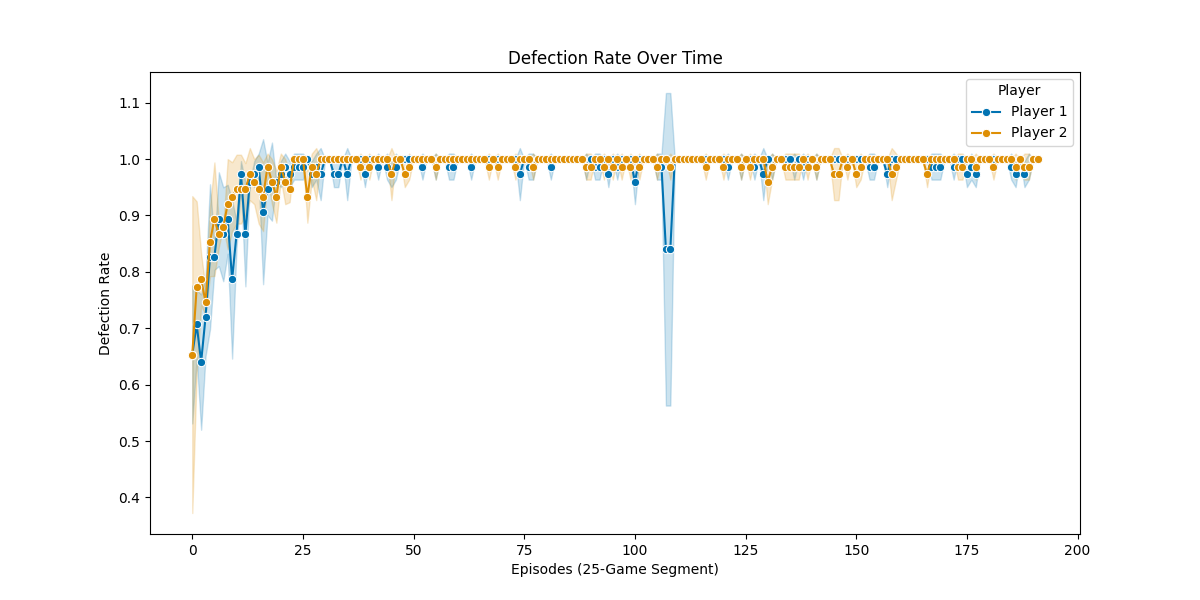 Defection Rate Over Time
Defection Rate
1.1
1.0
0.9
0.8
0.7
0.6
0.5
0.4
Player
Player 1
Player 2
0 25 50 75 100 125 150 175 200
Episodes (25-Game Segment)